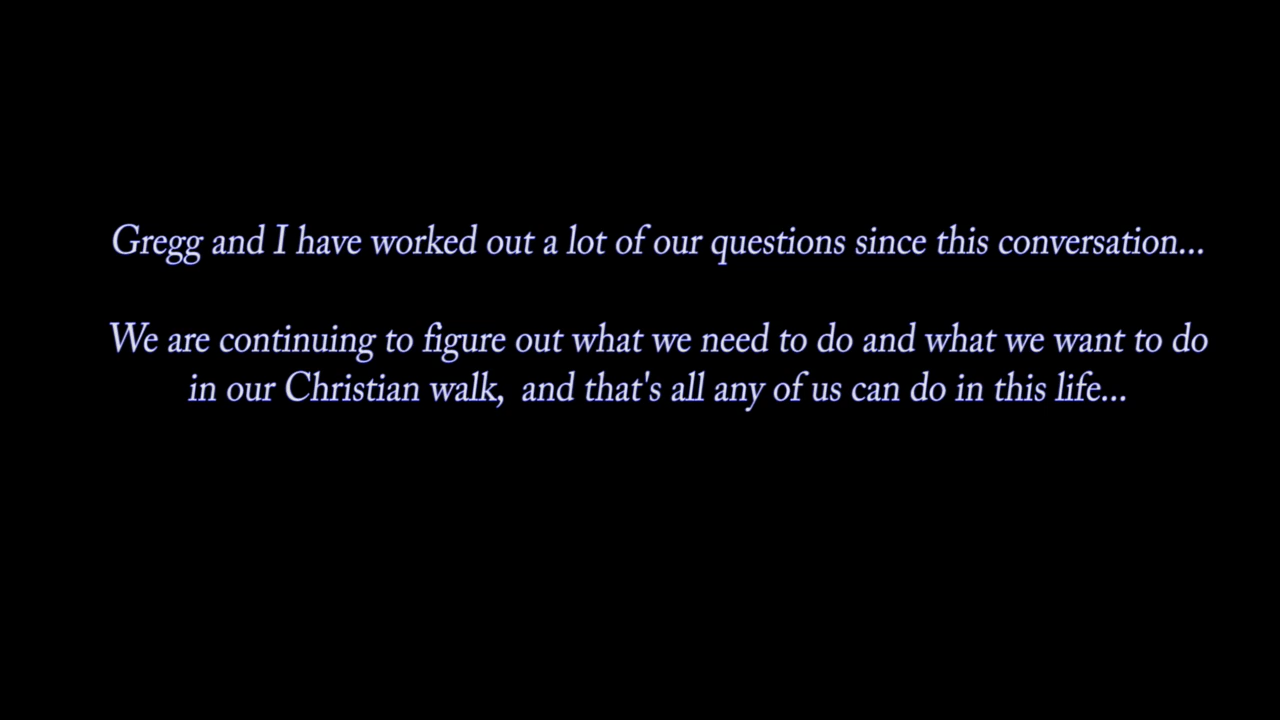 Gregg and I have worked out a lot of our questions since this conversation...
We are continuing to figure out what we need to do and what we want to do
in our Christian walk,  and that's all any of us can do in this life...